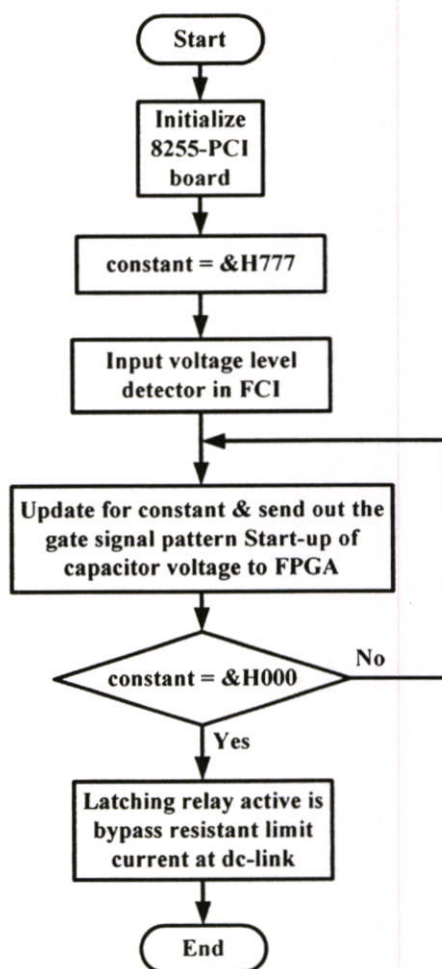 Start
Initialize
8255-PCI
board
constant = &H777
Input voltage level
detector in FCI
Update for constant & send out the
gate signal pattern Start-up of
capacitor voltage to FPGA
constant = &H000
No
Yes
Latching relay active is
bypass resistant limit
current at dc-link
End